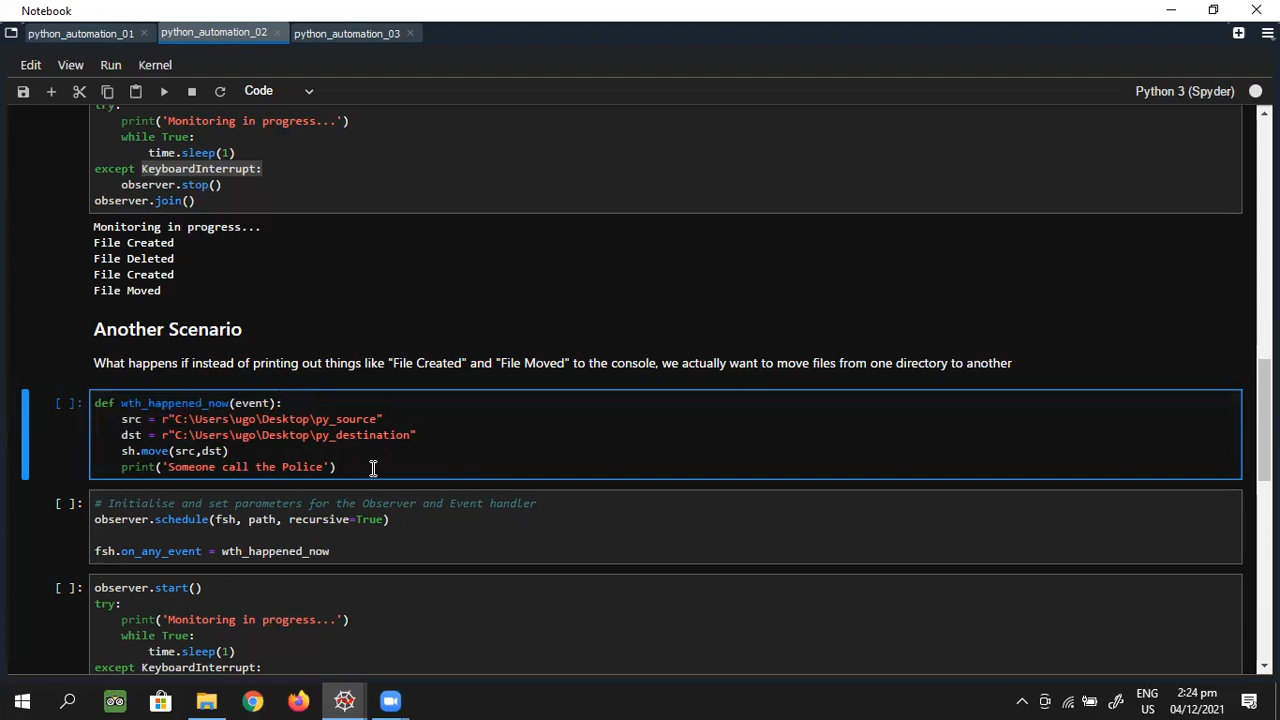 Notebook
python_automation_01
python_automation_02
python_automation_03
Edit View Run Kernel
Code
Python 3 (Spyder)
try:
print('Monitoring in progress...')
while True:
time.sleep(1)
except KeyboardInterrupt:
observer.stop()
observer.join()
Monitoring in progress...
File Created
File Deleted
File Created
File Moved
Another Scenario
What happens if instead of printing out things like "File Created" and "File Moved" to the console, we actually want to move files from one directory to another
[ ]: def wth_happened_now(event):
src = r"C:\Users\ugo\Desktop\py_source"
dst = r"C:\Users\ugo\Desktop\py_destination"
sh.move(src,dst)
print('Someone call the Police')
[ ]: # Initialise and set parameters for the Observer and Event handler
observer.schedule(fsh, path, recursive=True)
fsh.on_any_event = wth_happened_now
[ ]: observer.start()
try:
print('Monitoring in progress...')
while True:
time.sleep(1)
except KeyboardInterrupt:
ENG
US
2:24 pm
04/12/2021